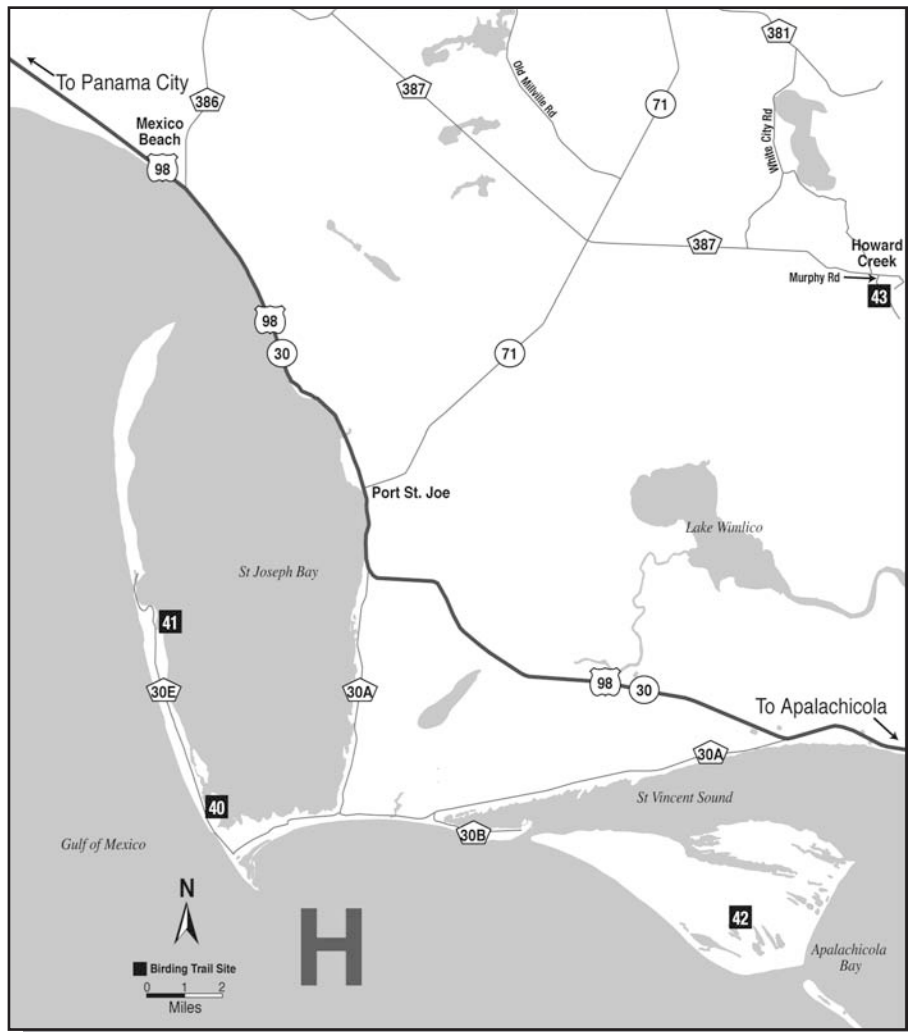 381
To Panama City
386
387
Old Millville Rd
71
White City Rd
Mexico
Beach
98
387
Howard
Creek
Murphy Rd
43
98
30
71
Port St. Joe
Lake Wimlico
St Joseph Bay
41
30E
30A
98
30
To Apalachicola
30A
St Vincent Sound
40
30B
Gulf of Mexico
N
H
42
Apalachicola
Bay
Birding Trail Site
0 1 2
Miles